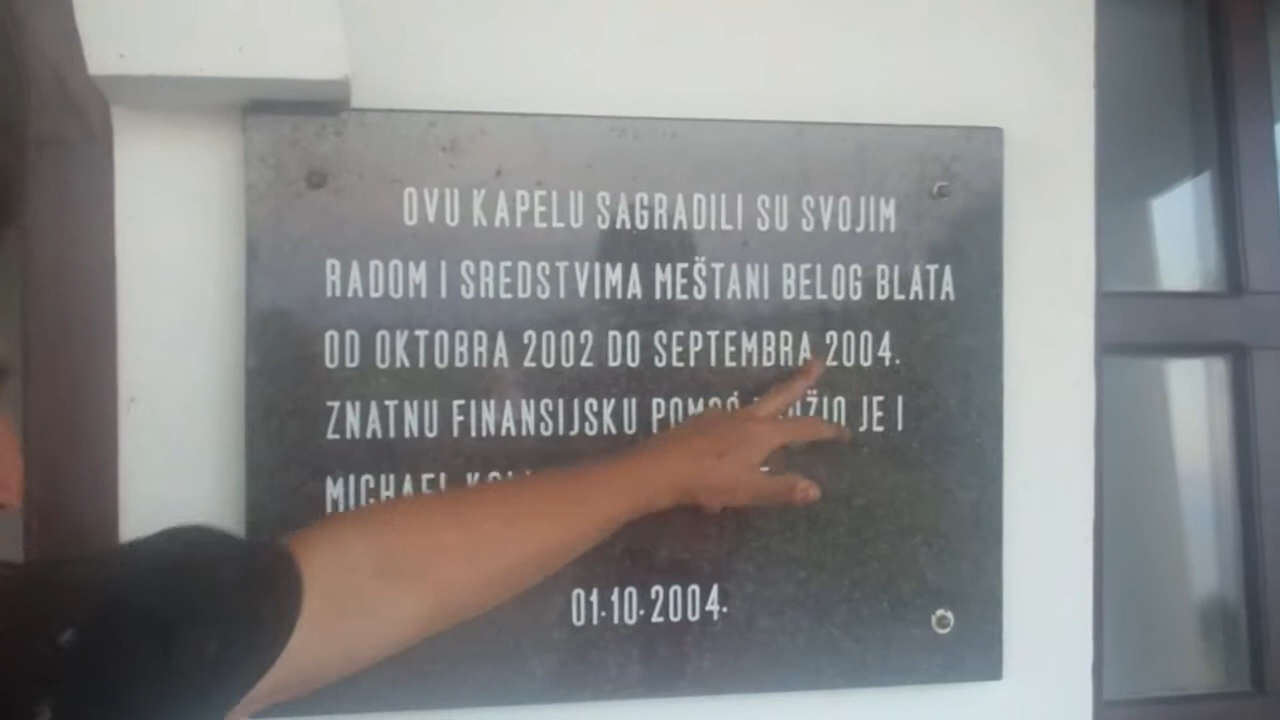 OVU KAPELU SAGRADILI SU SVOJIM
RADOM I SREDSTVIMA MEŠTANI BELOG BLATA
OD OKTOBRA 2002 DO SEPTEMBRA 2004.
ZNATNU FINANSIJSKU POMOĆ JE I
MICHAEL
01.10.2004.